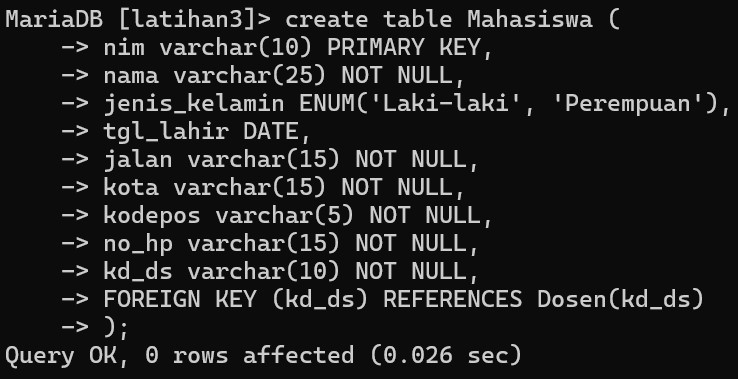 MariaDB [latihan3]> create table Mahasiswa (
    -> nim varchar(10) PRIMARY KEY,
    -> nama varchar(25) NOT NULL,
    -> jenis_kelamin ENUM('Laki-laki', 'Perempuan'),
    -> tgl_lahir DATE,
    -> jalan varchar(15) NOT NULL,
    -> kota varchar(15) NOT NULL,
    -> kodepos varchar(5) NOT NULL,
    -> no_hp varchar(15) NOT NULL,
    -> kd_ds varchar(10) NOT NULL,
    -> FOREIGN KEY (kd_ds) REFERENCES Dosen(kd_ds)
    -> );
Query OK, 0 rows affected (0.026 sec)